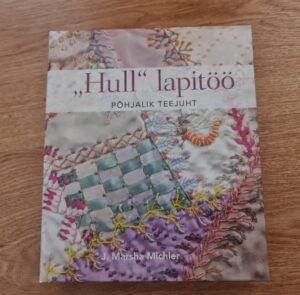 „Hull“ lapitöö
PÕHJALIK TEEJUHT
J. Marsha Michler